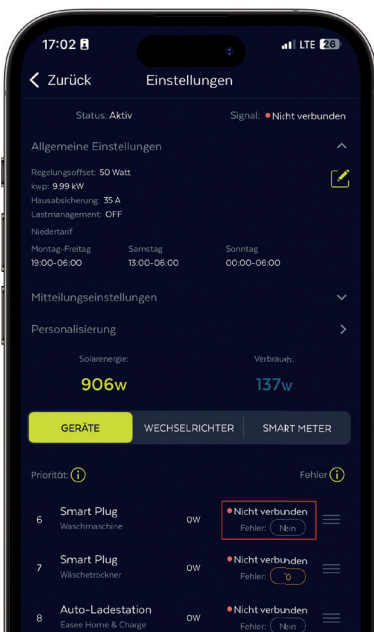 17:02 LTE 26
Zurück Einstellungen
Status: Aktiv Signal: Nicht verbunden
Allgemeine Einstellungen
Regelungsoffset: 50 Watt
kwp: 9.99 kW
Hausabsicherung: 35 A
Lastmanagement: OFF
Niedertarif
Montag-Freitag Samstag Sonntag
19:00-06:00 13:00-06:00 00:00-06:00
Mitteilungseinstellungen
Personalisierung
Solarenergie: Verbrauch:
906w 137w
GERÄTE WECHSELRICHTER SMART METER
Priorität: i Fehler i
6 Smart Plug 0W Nicht verbunden
Waschmaschine Fehler: Nein
7 Smart Plug 0W Nicht verbunden
Wäschetrockner Fehler: 0
8 Auto-Ladestation 0W Nicht verbunden
Easee Home & Charge Fehler: Nein